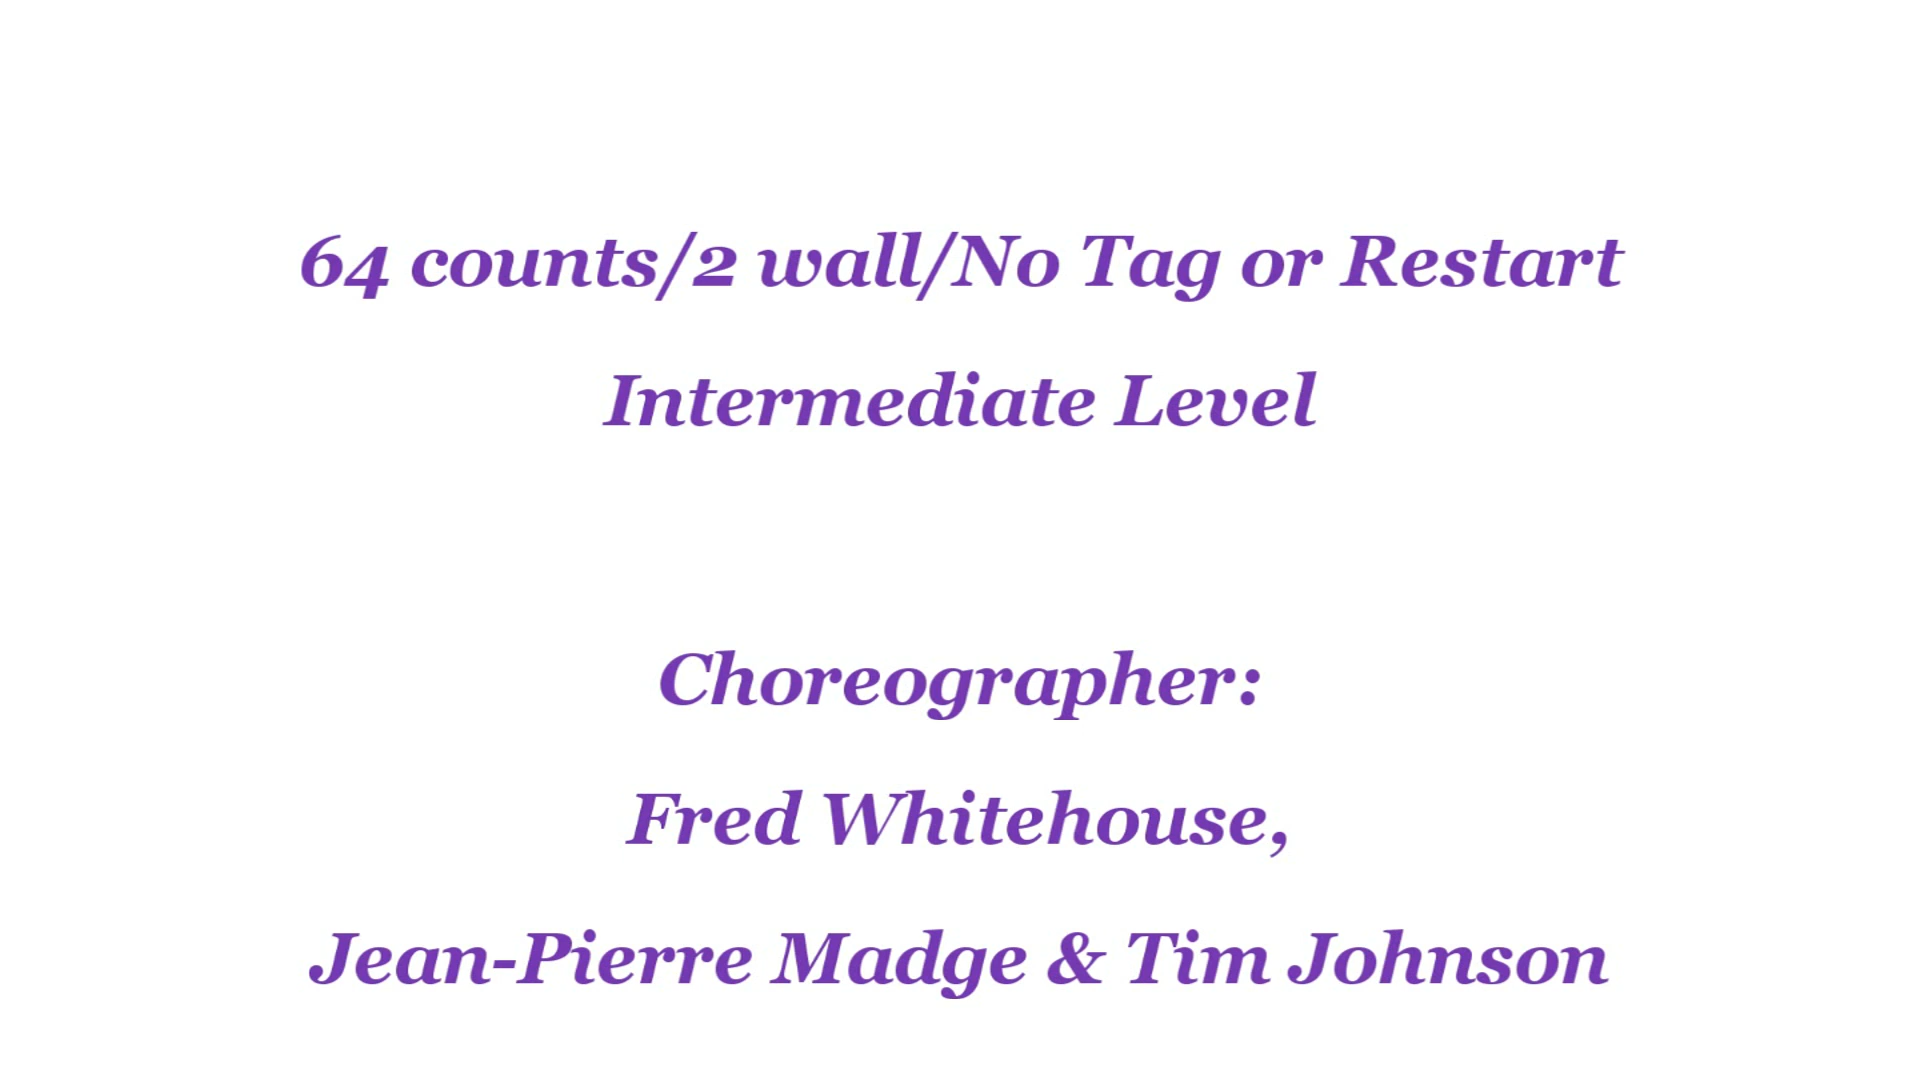 64 counts/2 wall/No Tag or Restart
Intermediate Level
Choreographer:
Fred Whitehouse,
Jean-Pierre Madge & Tim Johnson